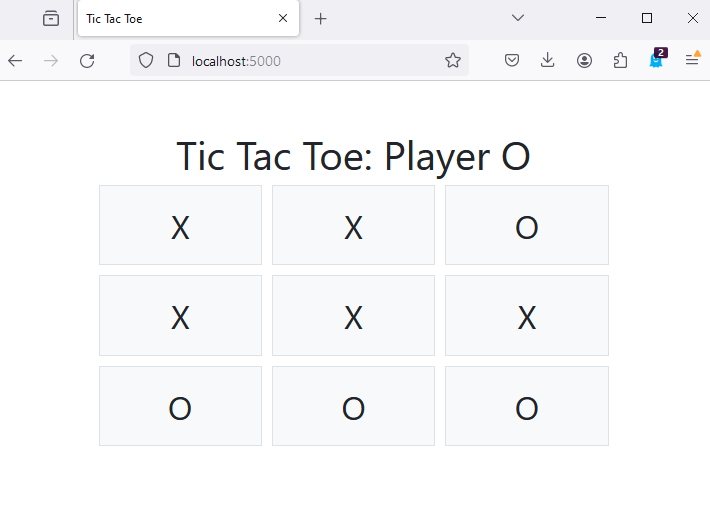 Tic Tac Toe
localhost:5000
2
Tic Tac Toe: Player O
X X O
X X X
O O O